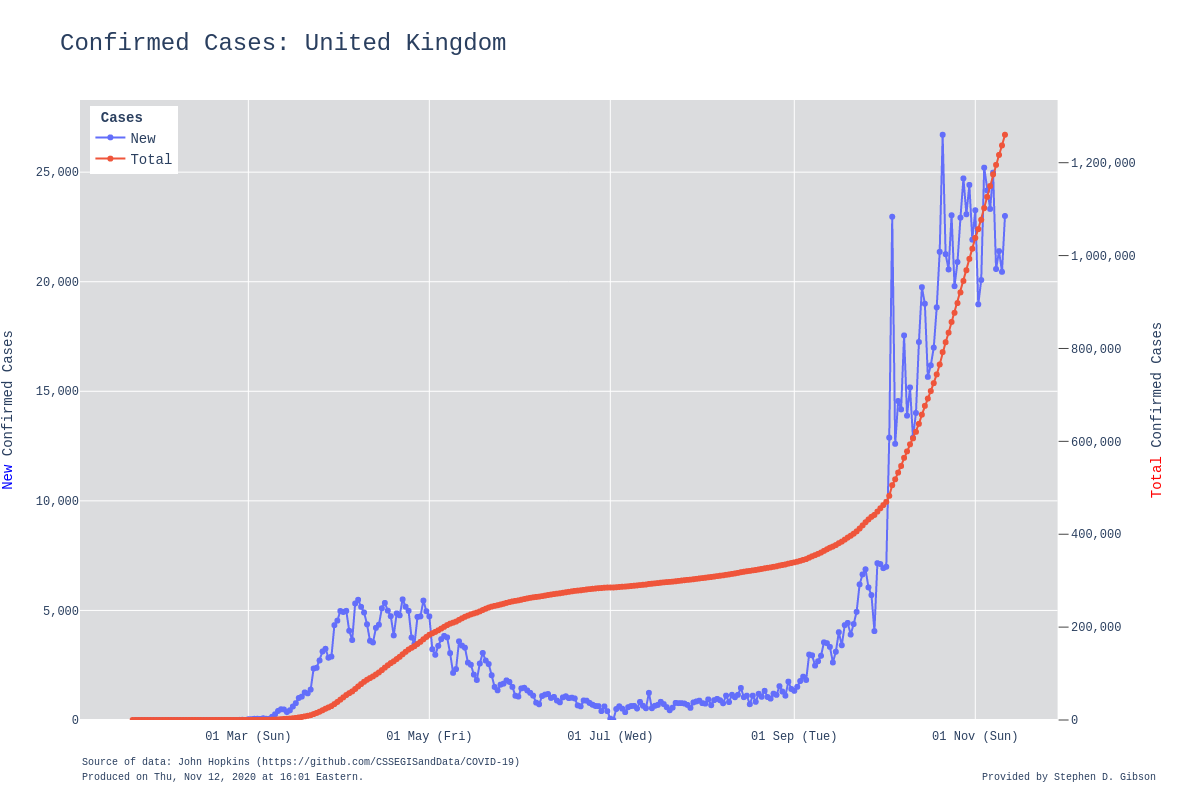 Confirmed Cases: United Kingdom
Cases
New
Total
25,000
20,000
15,000
10,000
5,000
0
New Confirmed Cases
1,200,000
1,000,000
800,000
600,000
400,000
200,000
0
Total Confirmed Cases
01 Mar (Sun)
01 May (Fri)
01 Jul (Wed)
01 Sep (Tue)
01 Nov (Sun)
Source of data: John Hopkins (https://github.com/CSSEGISandData/COVID-19)
Produced on Thu, Nov 12, 2020 at 16:01 Eastern.
Provided by Stephen D. Gibson